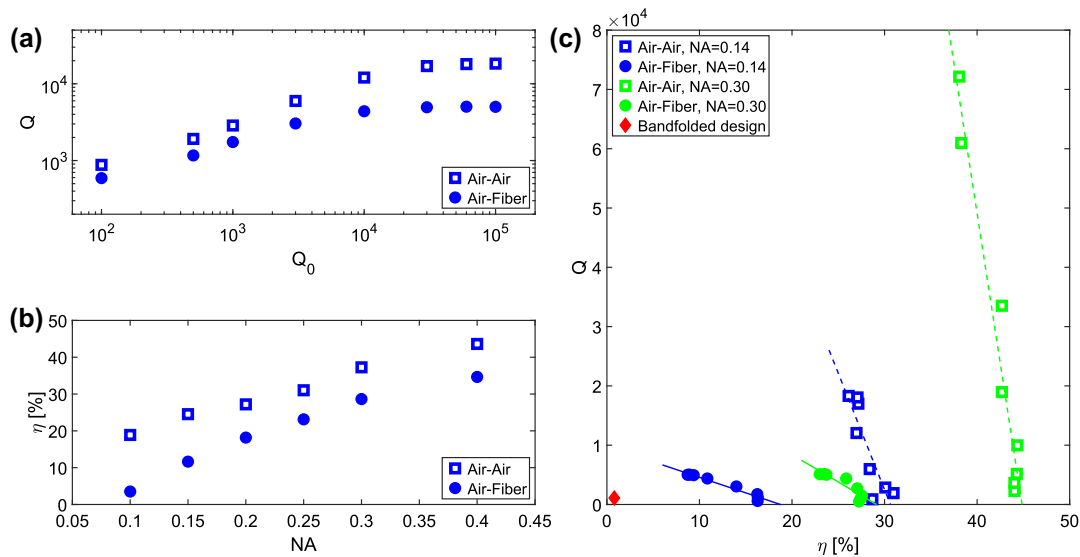 (a)
Q
10^4
10^3
10^2
10^3
10^4
10^5
Q_0
Air-Air
Air-Fiber
(b)
η [%]
50
40
30
20
10
0
0.05
0.1
0.15
0.2
0.25
0.3
0.35
0.4
0.45
NA
Air-Air
Air-Fiber
(c)
×10^4
Q
8
7
6
5
4
3
2
1
0
0
10
20
30
40
50
η [%]
Air-Air, NA=0.14
Air-Fiber, NA=0.14
Air-Air, NA=0.30
Air-Fiber, NA=0.30
Bandfolded design